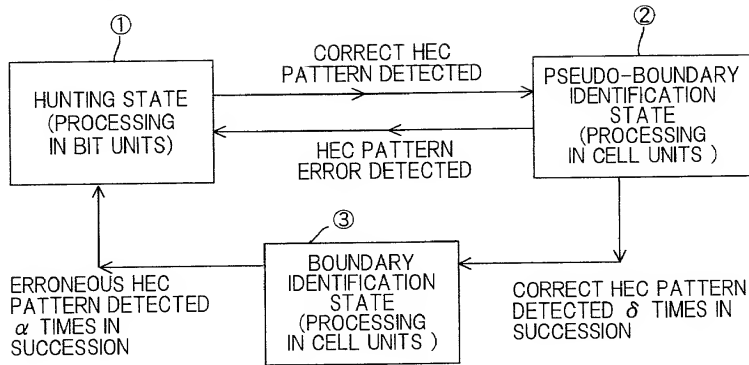 ①
HUNTING STATE
(PROCESSING
IN BIT UNITS)
CORRECT HEC
PATTERN DETECTED
HEC PATTERN
ERROR DETECTED
②
PSEUDO-BOUNDARY
IDENTIFICATION
STATE
(PROCESSING
IN CELL UNITS )
③
BOUNDARY
IDENTIFICATION
STATE
(PROCESSING
IN CELL UNITS )
ERRONEOUS HEC
PATTERN DETECTED
α TIMES IN
SUCCESSION
CORRECT HEC PATTERN
DETECTED δ TIMES IN
SUCCESSION